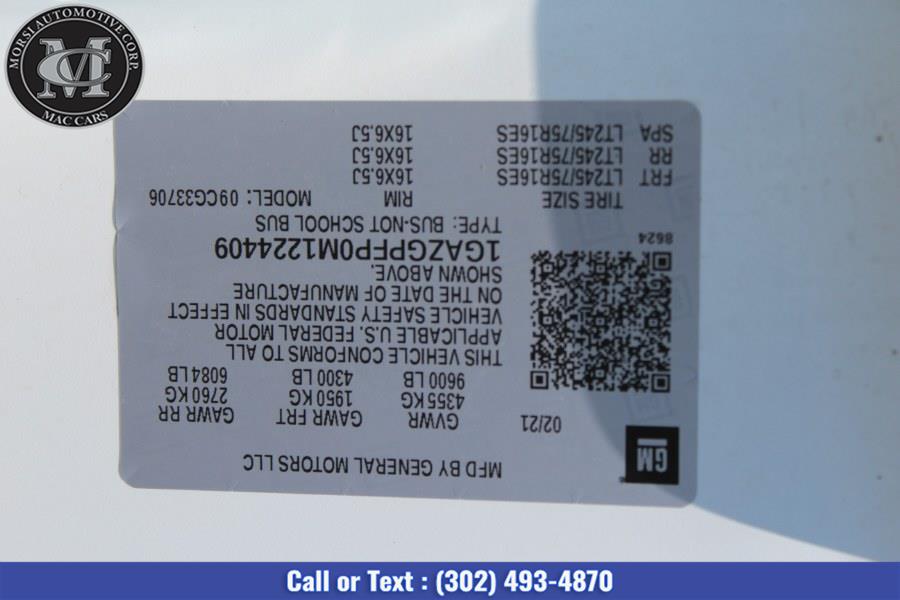 MORSI AUTOMOTIVE CORP.
MC
MAC CARS
GM
MFD BY GENERAL MOTORS LLC
02/21
GVWR GAWR FRT GAWR RR
4355 KG 1950 KG 2760 KG
9600 LB 4300 LB 6084 LB
THIS VEHICLE CONFORMS TO ALL
APPLICABLE U.S. FEDERAL MOTOR
VEHICLE SAFETY STANDARDS IN EFFECT
ON THE DATE OF MANUFACTURE
SHOWN ABOVE.
8624
1GAZGPFP0M1224409
TYPE: BUS-NOT SCHOOL BUS
TIRE SIZE RIM MODEL: 09CG33706
FRT LT245/75R16ES 16X6.5J
RR LT245/75R16ES 16X6.5J
SPA LT245/75R16ES 16X6.5J
Call or Text : (302) 493-4870